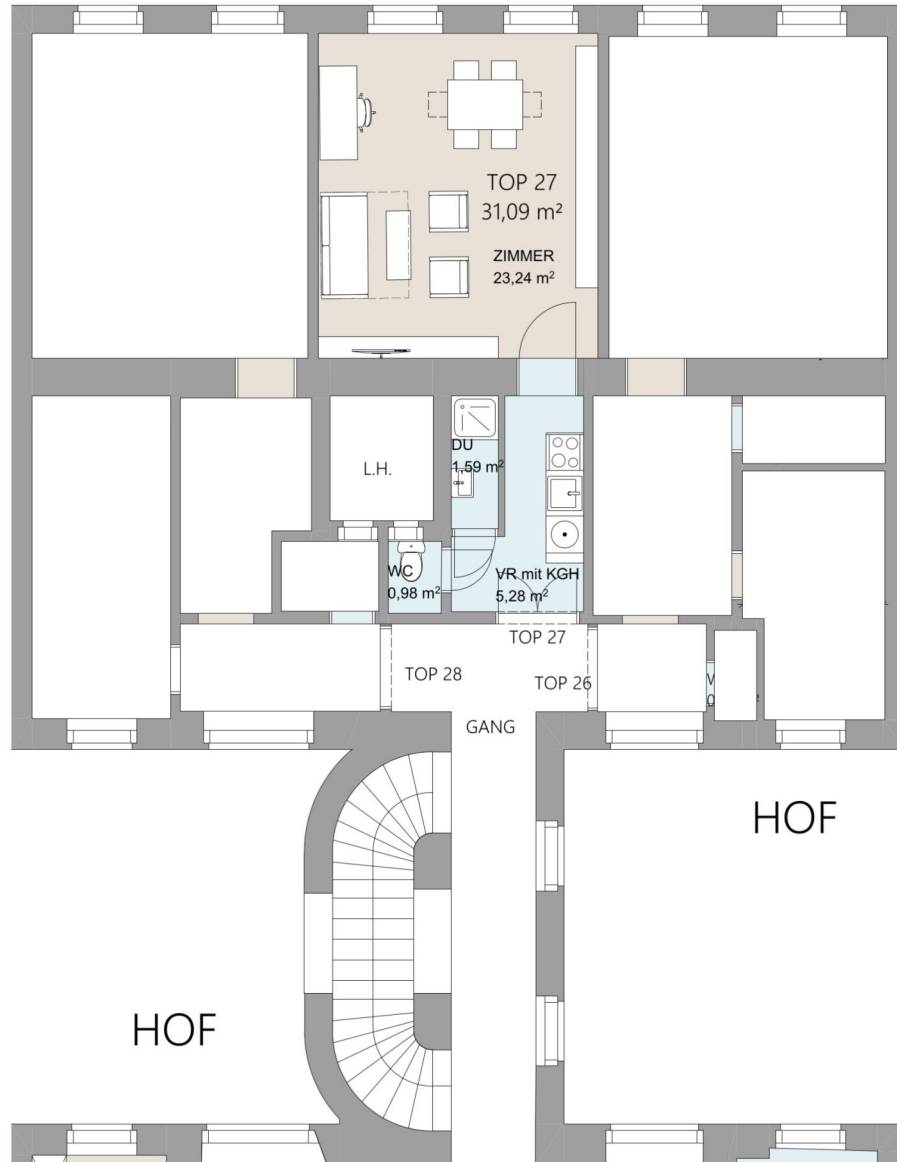 TOP 27
31,09 m²
ZIMMER
23,24 m²
L.H.
DU
1,59 m²
WC
0,98 m²
VR mit KGH
5,28 m²
TOP 27
TOP 28
TOP 26
GANG
HOF
HOF